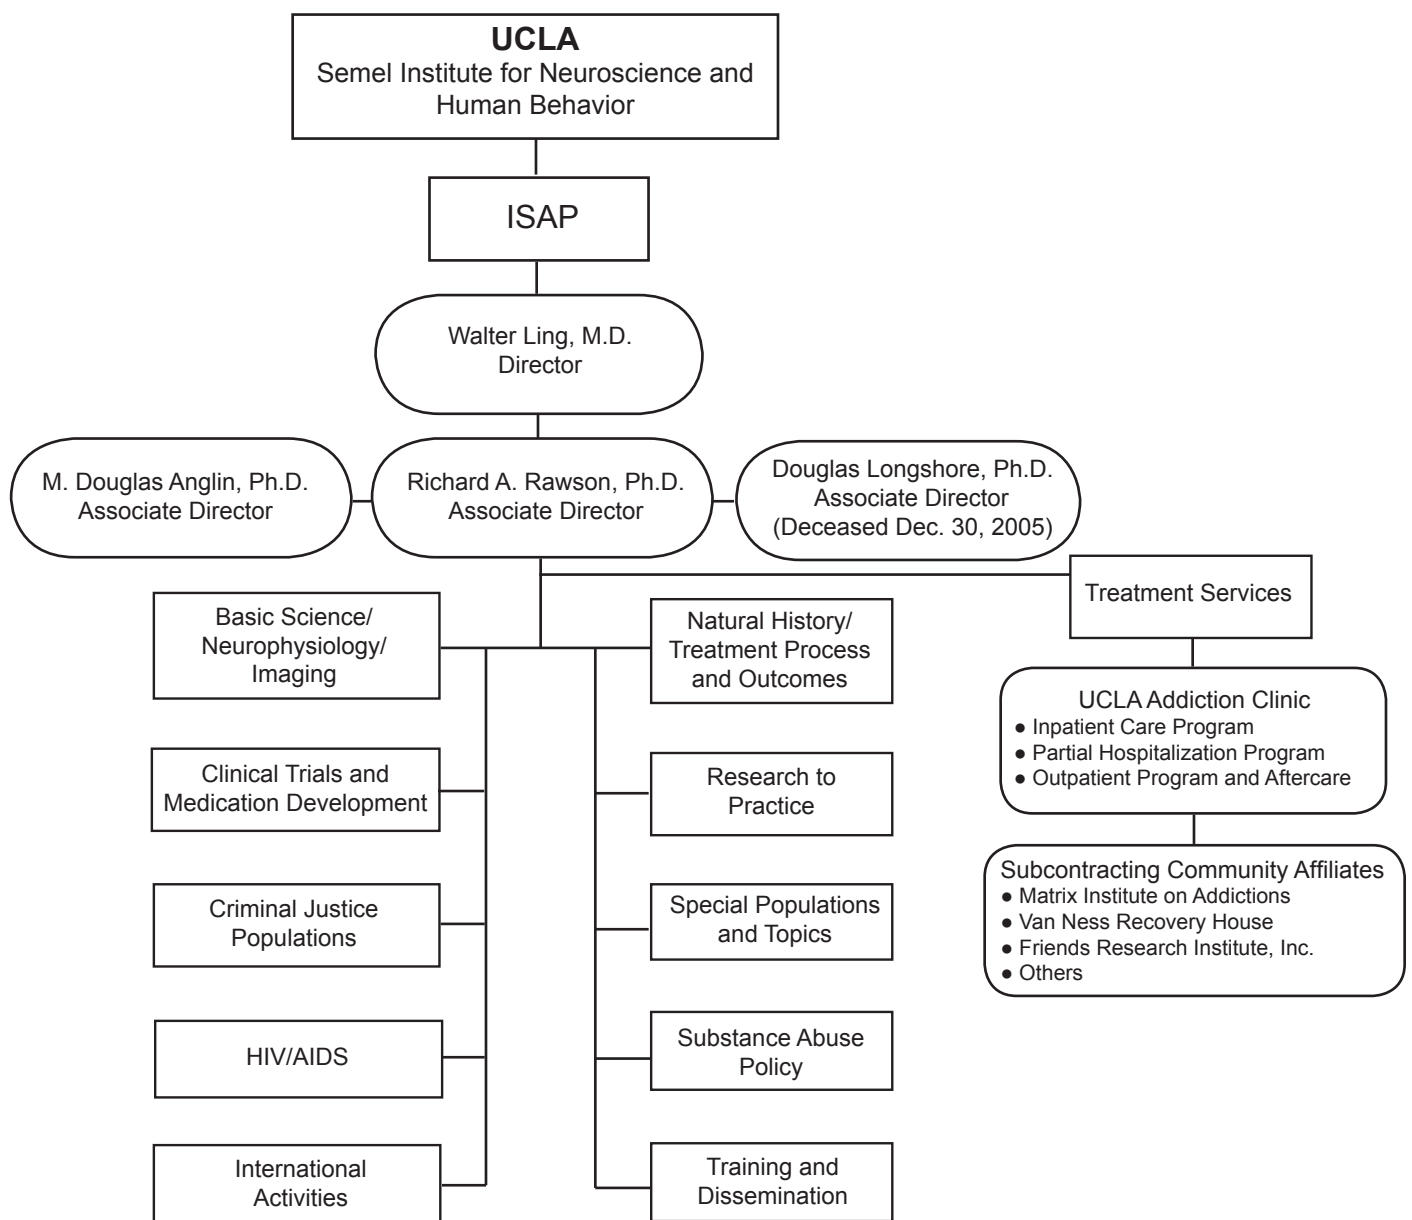 UCLA
Semel Institute for Neuroscience and
Human Behavior
ISAP
Walter Ling, M.D.
Director
M. Douglas Anglin, Ph.D.
Associate Director
Richard A. Rawson, Ph.D.
Associate Director
Douglas Longshore, Ph.D.
Associate Director
(Deceased Dec. 30, 2005)
Basic Science/
Neurophysiology/
Imaging
Natural History/
Treatment Process
and Outcomes
Clinical Trials and
Medication Development
Research to
Practice
Criminal Justice
Populations
Special Populations
and Topics
HIV/AIDS
Substance Abuse
Policy
International
Activities
Training and
Dissemination
Treatment Services
UCLA Addiction Clinic
● Inpatient Care Program
● Partial Hospitalization Program
● Outpatient Program and Aftercare
Subcontracting Community Affiliates
● Matrix Institute on Addictions
● Van Ness Recovery House
● Friends Research Institute, Inc.
● Others